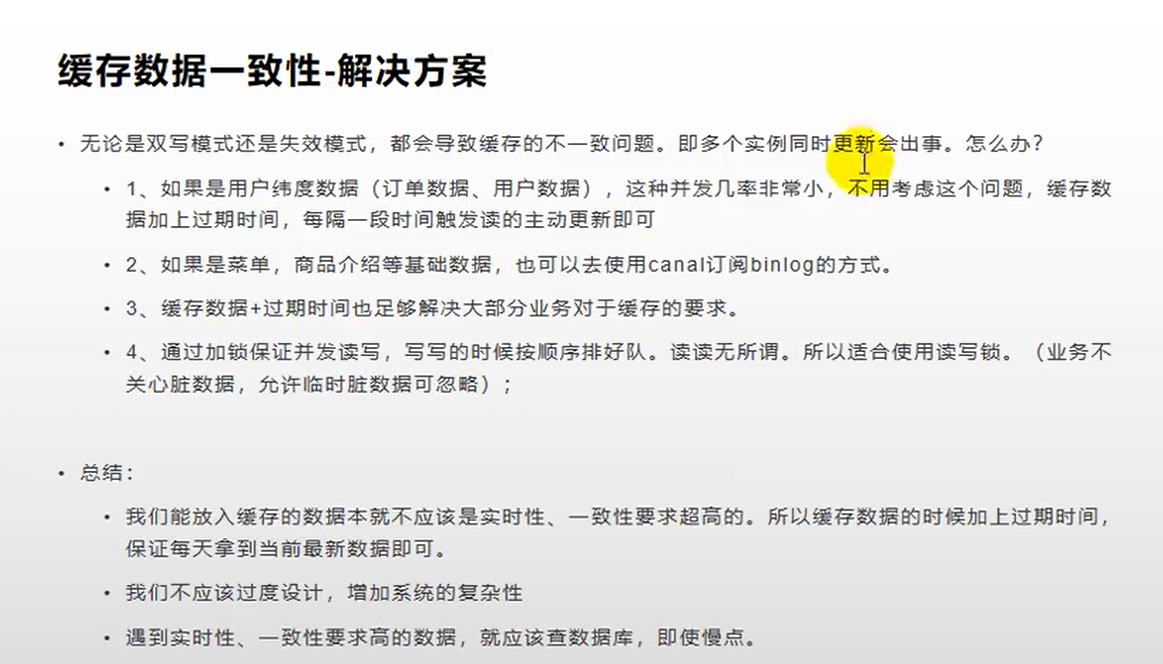 缓存数据一致性-解决方案
• 无论是双写模式还是失效模式，都会导致缓存的不一致问题。即多个实例同时更新会出事。怎么办？
• 1、如果是用户纬度数据（订单数据、用户数据），这种并发几率非常小，不用考虑这个问题，缓存数
据加上过期时间，每隔一段时间触发读的主动更新即可
• 2、如果是菜单，商品介绍等基础数据，也可以去使用canal订阅binlog的方式。
• 3、缓存数据+过期时间也足够解决大部分业务对于缓存的要求。
• 4、通过加锁保证并发读写，写写的时候按顺序排好队。读读无所谓。所以适合使用读写锁。（业务不
关心脏数据，允许临时脏数据可忽略）；
• 总结：
• 我们能放入缓存的数据本就不应该是实时性、一致性要求超高的。所以缓存数据的时候加上过期时间，
保证每天拿到当前最新数据即可。
• 我们不应该过度设计，增加系统的复杂性
• 遇到实时性、一致性要求高的数据，就应该查数据库，即使慢点。